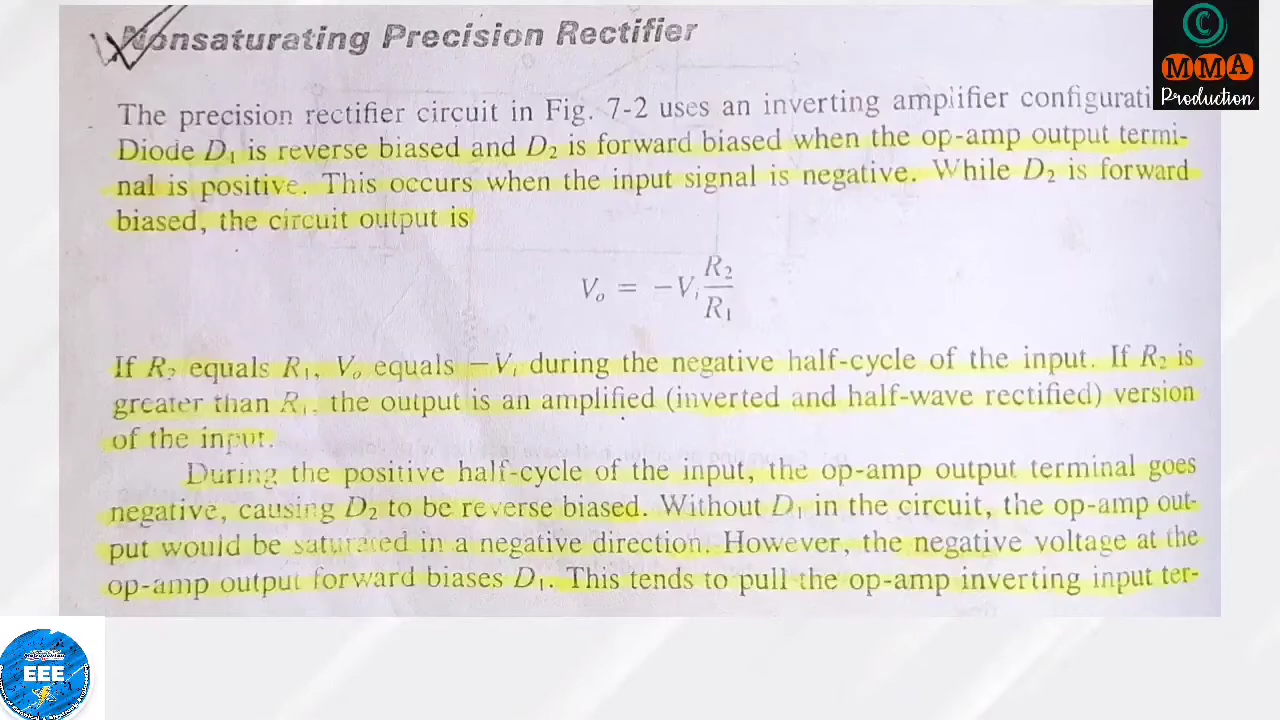 Nonsaturating Precision Rectifier
©
MMA
Production
The precision rectifier circuit in Fig. 7-2 uses an inverting amplifier configurati
Diode D₁ is reverse biased and D₂ is forward biased when the op-amp output termi-
nal is positive. This occurs when the input signal is negative. While D₂ is forward
biased, the circuit output is
Vₒ = −Vᵢ R₂/R₁
If R₂ equals R₁, Vₒ equals −Vᵢ during the negative half-cycle of the input. If R₂ is
greater than R₁, the output is an amplified (inverted and half-wave rectified) version
of the input.
During the positive half-cycle of the input, the op-amp output terminal goes
negative, causing D₂ to be reverse biased. Without D₁ in the circuit, the op-amp out-
put would be saturated in a negative direction. However, the negative voltage at the
op-amp output forward biases D₁. This tends to pull the op-amp inverting input ter-
EEE